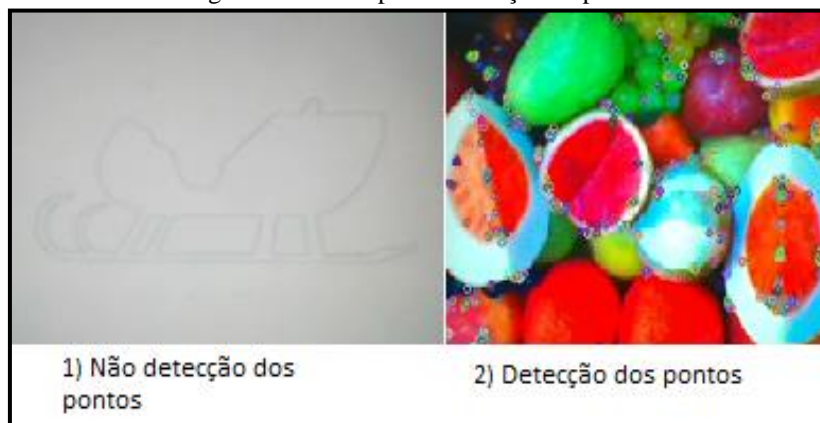 1) Não detecção dos
pontos
2) Detecção dos pontos